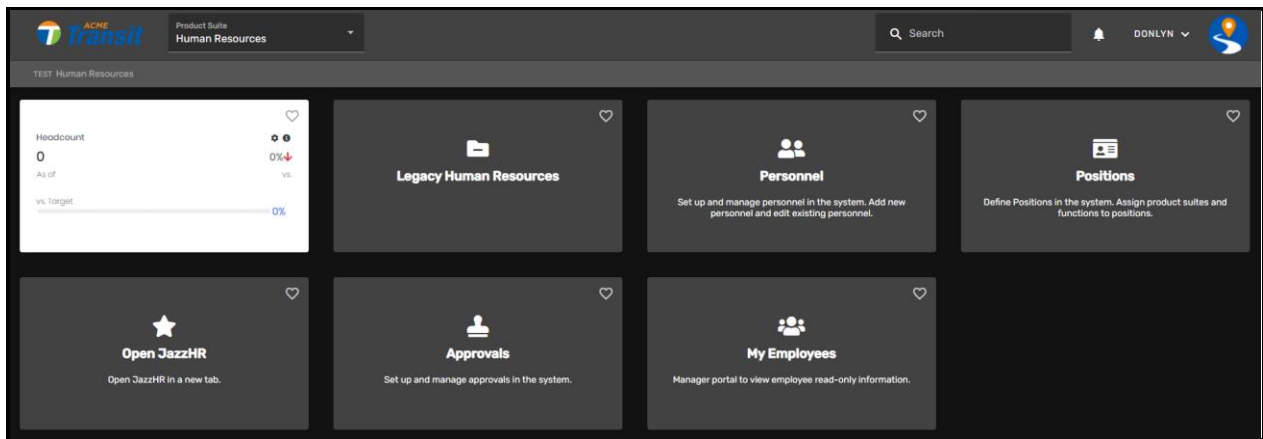 ACME
Transit
Product Suite
Human Resources
Search
DONLYN
TEST Human Resources
Headcount
0
0%
As of
vs.
vs. Target
0%
Legacy Human Resources
Personnel
Set up and manage personnel in the system. Add new
personnel and edit existing personnel.
Positions
Define Positions in the system. Assign product suites and
functions to positions.
Open JazzHR
Open JazzHR in a new tab.
Approvals
Set up and manage approvals in the system.
My Employees
Manager portal to view employee read-only information.